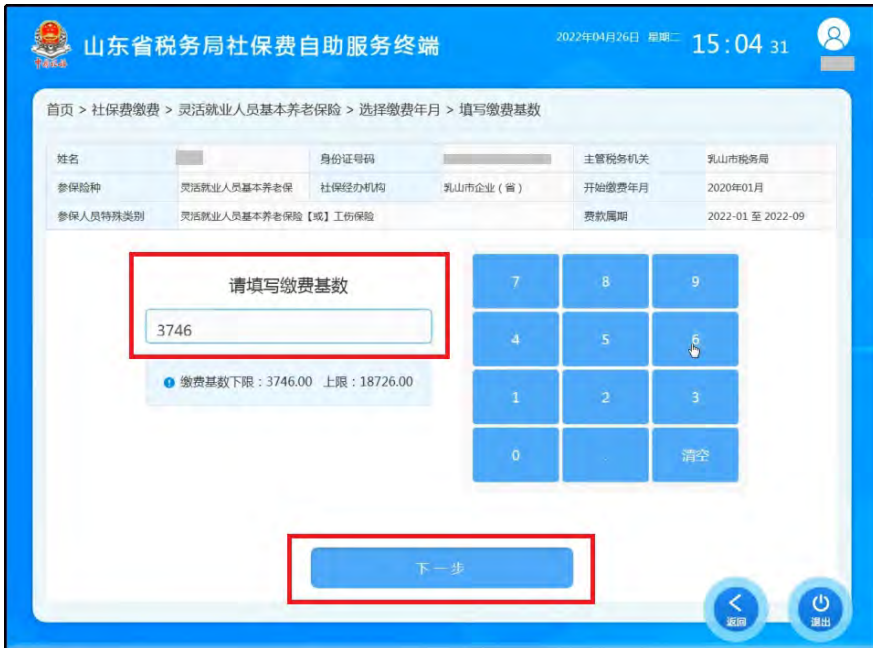 山东省税务局社保费自助服务终端
2022年04月26日 星期二 15:04 31
首页 > 社保费缴费 > 灵活就业人员基本养老保险 > 选择缴费年月 > 填写缴费基数
姓名 身份证号码 主管税务机关 乳山市税务局
参保险种 灵活就业人员基本养老保 社保经办机构 乳山市企业(省) 开始缴费年月 2020年01月
参保人员特殊类别 灵活就业人员基本养老保险【或】工伤保险 费款属期 2022-01 至 2022-09
请填写缴费基数
3746
缴费基数下限:3746.00 上限:18726.00
7 8 9
4 5 6
1 2 3
0 . 清空
下一步
返回 退出